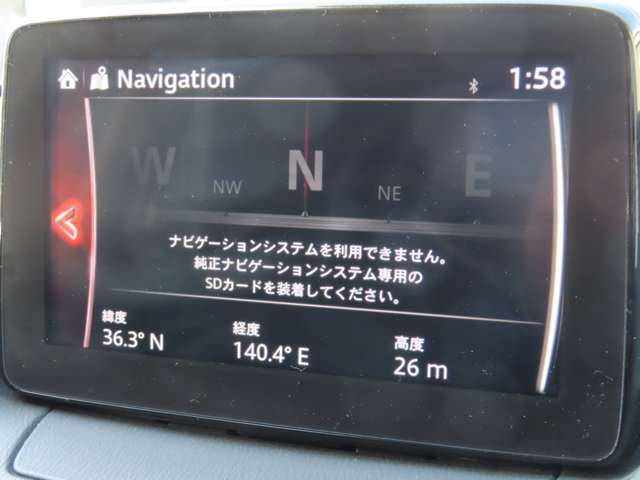 Navigation 1:58
W NW N NE E
ナビゲーションシステムを利用できません。
純正ナビゲーションシステム専用の
SDカードを装着してください。
緯度 経度 高度
36.3° N 140.4° E 26 m